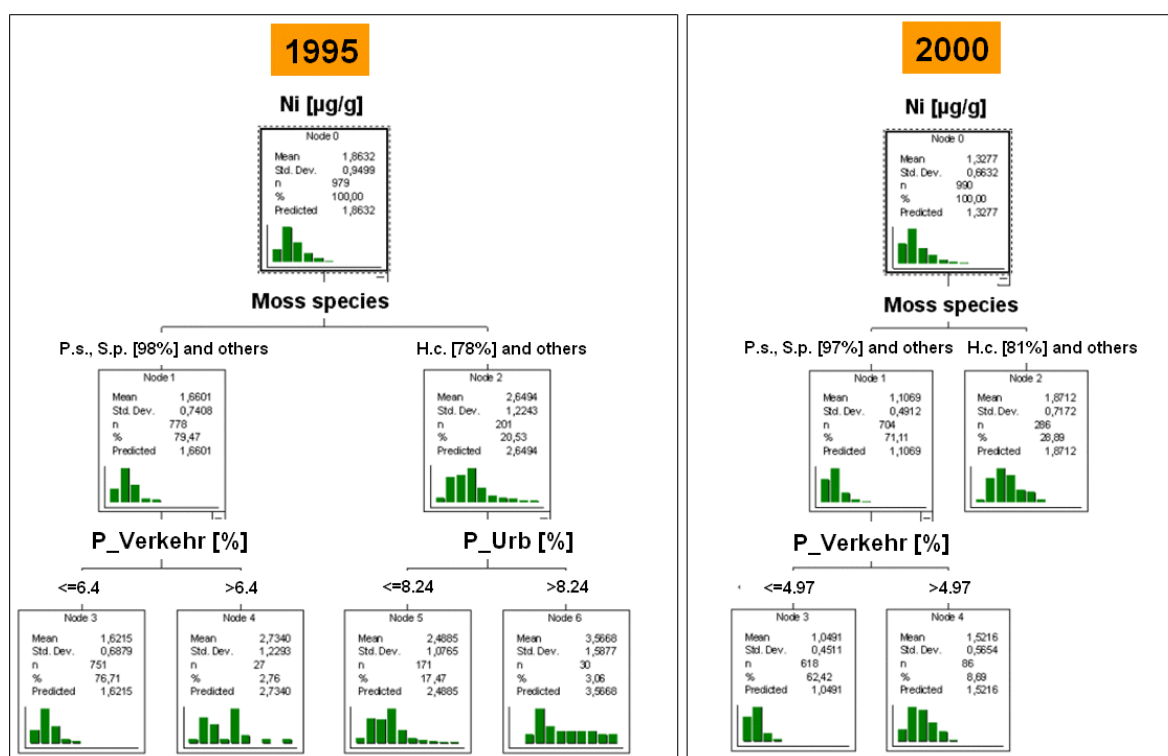 1995
Ni [µg/g]
Node 0
Mean 1,8632
Std. Dev. 0,9499
n 979
% 100,00
Predicted 1,8632
Moss species
P.s., S.p. [98%] and others
H.c. [78%] and others
Node 1
Mean 1,6601
Std. Dev. 0,7408
n 778
% 79,47
Predicted 1,6601
Node 2
Mean 2,6494
Std. Dev. 1,2243
n 201
% 20,53
Predicted 2,6494
P_Verkehr [%]
P_Urb [%]
<=6.4
>6.4
<=8.24
>8.24
Node 3
Mean 1,6215
Std. Dev. 0,6879
n 751
% 76,71
Predicted 1,6215
Node 4
Mean 2,7340
Std. Dev. 1,2293
n 27
% 2,76
Predicted 2,7340
Node 5
Mean 2,4885
Std. Dev. 1,0765
n 171
% 17,47
Predicted 2,4885
Node 6
Mean 3,5668
Std. Dev. 1,5877
n 30
% 3,06
Predicted 3,5668
2000
Ni [µg/g]
Node 0
Mean 1,3277
Std. Dev. 0,6632
n 990
% 100,00
Predicted 1,3277
Moss species
P.s., S.p. [97%] and others
H.c. [81%] and others
Node 1
Mean 1,1069
Std. Dev. 0,4912
n 704
% 71,11
Predicted 1,1069
Node 2
Mean 1,8712
Std. Dev. 0,7172
n 286
% 28,89
Predicted 1,8712
P_Verkehr [%]
<=4.97
>4.97
Node 3
Mean 1,0491
Std. Dev. 0,4511
n 618
% 62,42
Predicted 1,0491
Node 4
Mean 1,5216
Std. Dev. 0,5654
n 86
% 8,69
Predicted 1,5216